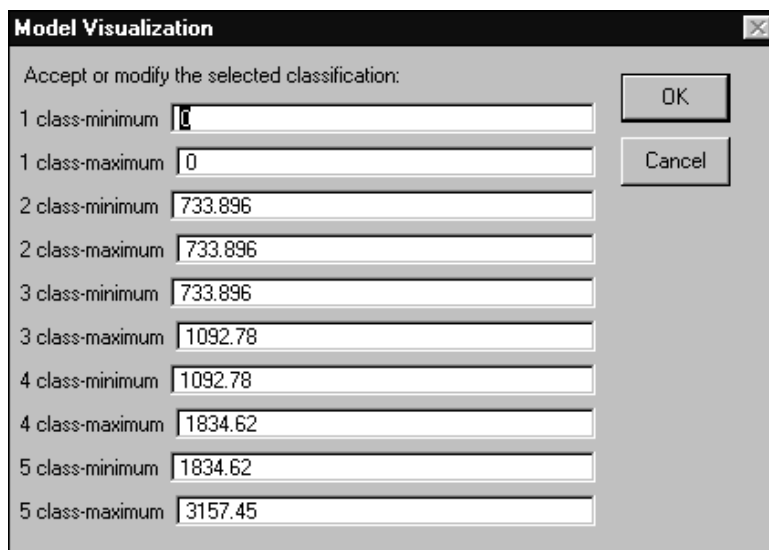 Model Visualization
Accept or modify the selected classification:
OK
1 class-minimum 0
1 class-maximum 0
Cancel
2 class-minimum 733.896
2 class-maximum 733.896
3 class-minimum 733.896
3 class-maximum 1092.78
4 class-minimum 1092.78
4 class-maximum 1834.62
5 class-minimum 1834.62
5 class-maximum 3157.45